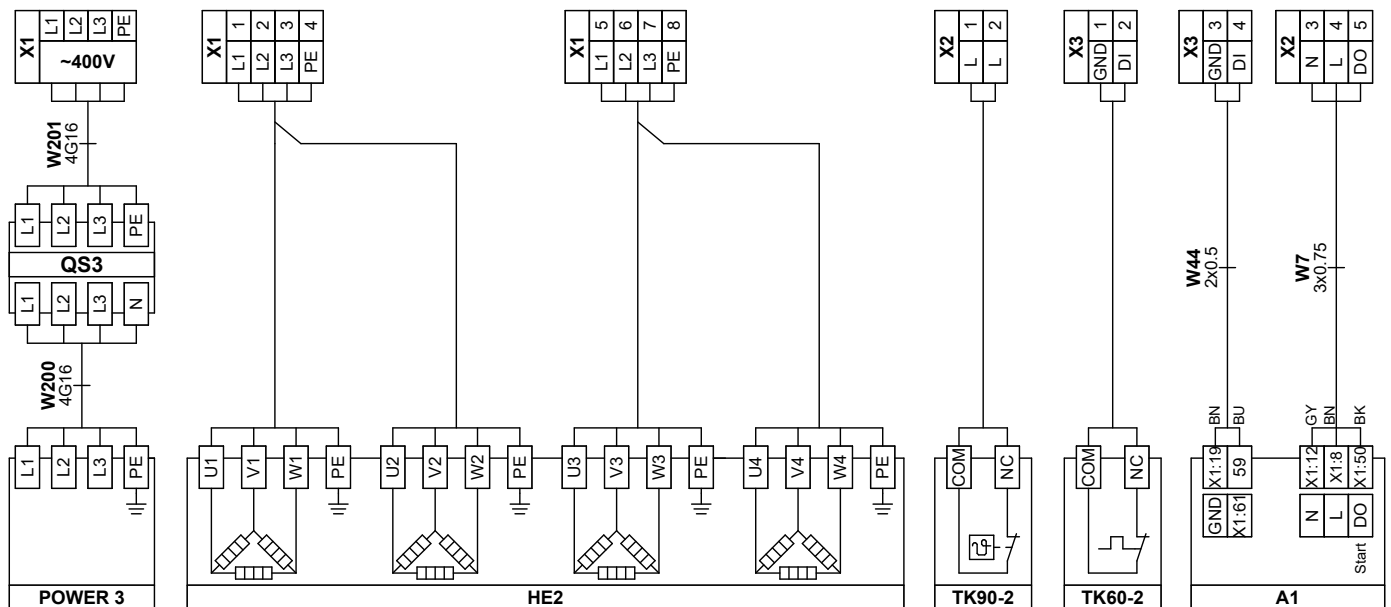 X1 L1 L2 L3 PE
~400V
W201
4G16
L1 L2 L3 PE
QS3
L1 L2 L3 N
W200
4G16
L1 L2 L3 PE
POWER 3
X1 1 2 3 4
L1 L2 L3 PE
X1 5 6 7 8
L1 L2 L3 PE
U1 V1 W1 PE
U2 V2 W2 PE
U3 V3 W3 PE
U4 V4 W4 PE
HE2
X2 1 2
L L
COM NC
ϑ
TK90-2
X3 1 2
GND DI
COM NC
TK60-2
X3 3 4
GND DI
W44
2x0.5
BN BU
X1:19 59
GND X1:61
X2 3 4 5
N L DO
W7
3x0.75
GY BN BK
X1:12 X1:8 X1:50
N L DO
Start
A1